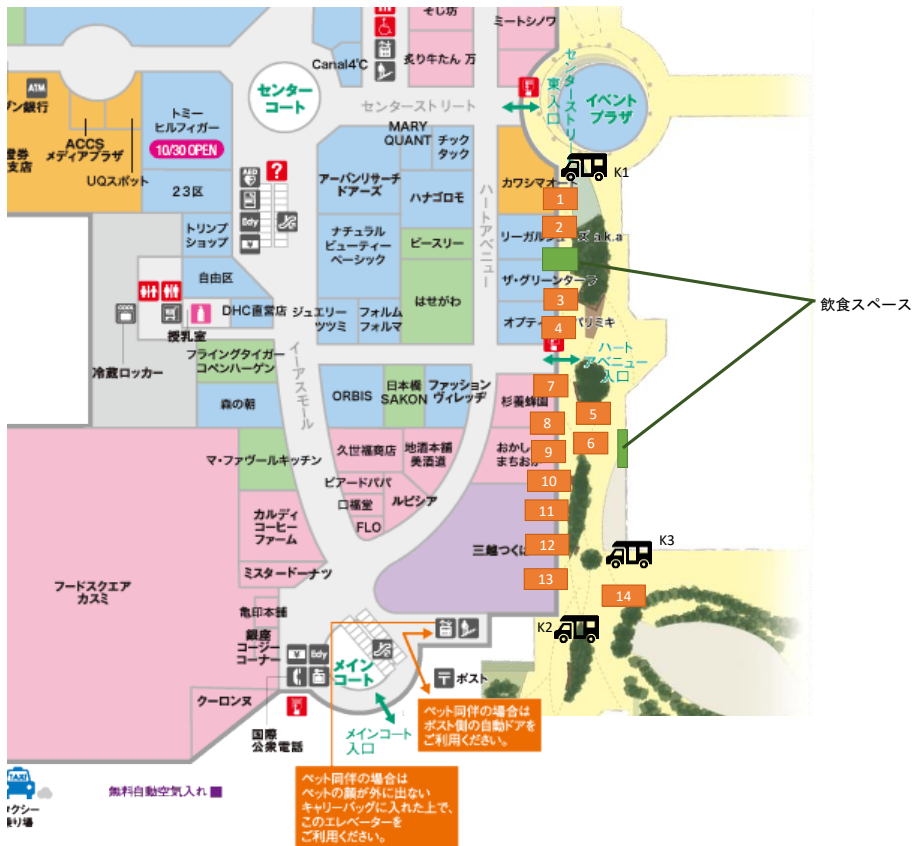 そじ坊
ミートシノワ
Canal4℃
炙り牛たん 万
センターストリート
東入口
イベント
プラザ
センター
コート
ATM
ブン銀行
トミー
ヒルフィガー
10/30 OPEN
ACCS
メディアプラザ
UQスポット
センターストリート
MARY
QUANT
チック
タック
K1
AED
?
アーバンリサーチ
ドアーズ
ハナゴロモ
カワシマオート
1
23区
Edy
¥
ハートアベニュー
トリンプ
ショップ
ナチュラル
ビューティー
ベーシック
ビースリー
2
リーガルシューズ a.k.a
自由区
はせがわ
ザ・グリーンターラ
3
飲食スペース
COOL
授乳室
DHC直営店
ジュエリー
ツツミ
フォルム
フォルマ
オプティ
パリミキ
4
冷蔵ロッカー
フライングタイガー
コペンハーゲン
イーアスモール
ハート
アベニュー
入口
森の朝
ORBIS
日本橋
SAKON
ファッション
ヴィレッヂ
杉養蜂園
7
5
8
6
マ・ファヴールキッチン
久世福商店
地酒本舗
美酒道
おかし
まちおか
9
ビアードパパ
ルピシア
10
口福堂
FLO
カルディ
コーヒー
ファーム
11
三越つくば
12
K3
フードスクエア
カスミ
ミスタードーナツ
13
14
亀印本舗
K2
銀座
コージー
コーナー
¥
Edy
メイン
コート
〒
ポスト
クーロンヌ
国際
公衆電話
メインコート
入口
ペット同伴の場合は
ポスト側の自動ドアを
ご利用ください。
TAXI
タクシー
乗り場
無料自動空気入れ
ペット同伴の場合は
ペットの顔が外に出ない
キャリーバッグに入れた上で、
このエレベーターを
ご利用ください。